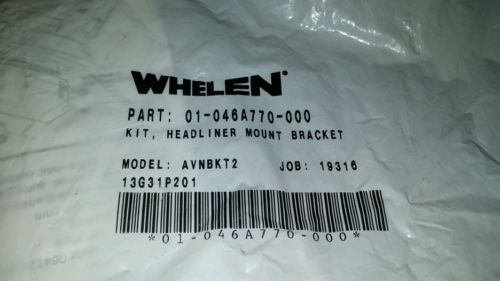 WHELEN®
PART: 01-046A770-000
KIT, HEADLINER MOUNT BRACKET
MODEL: AVNBKT2 JOB: 19316
13G31P201
*01-046A770-000*